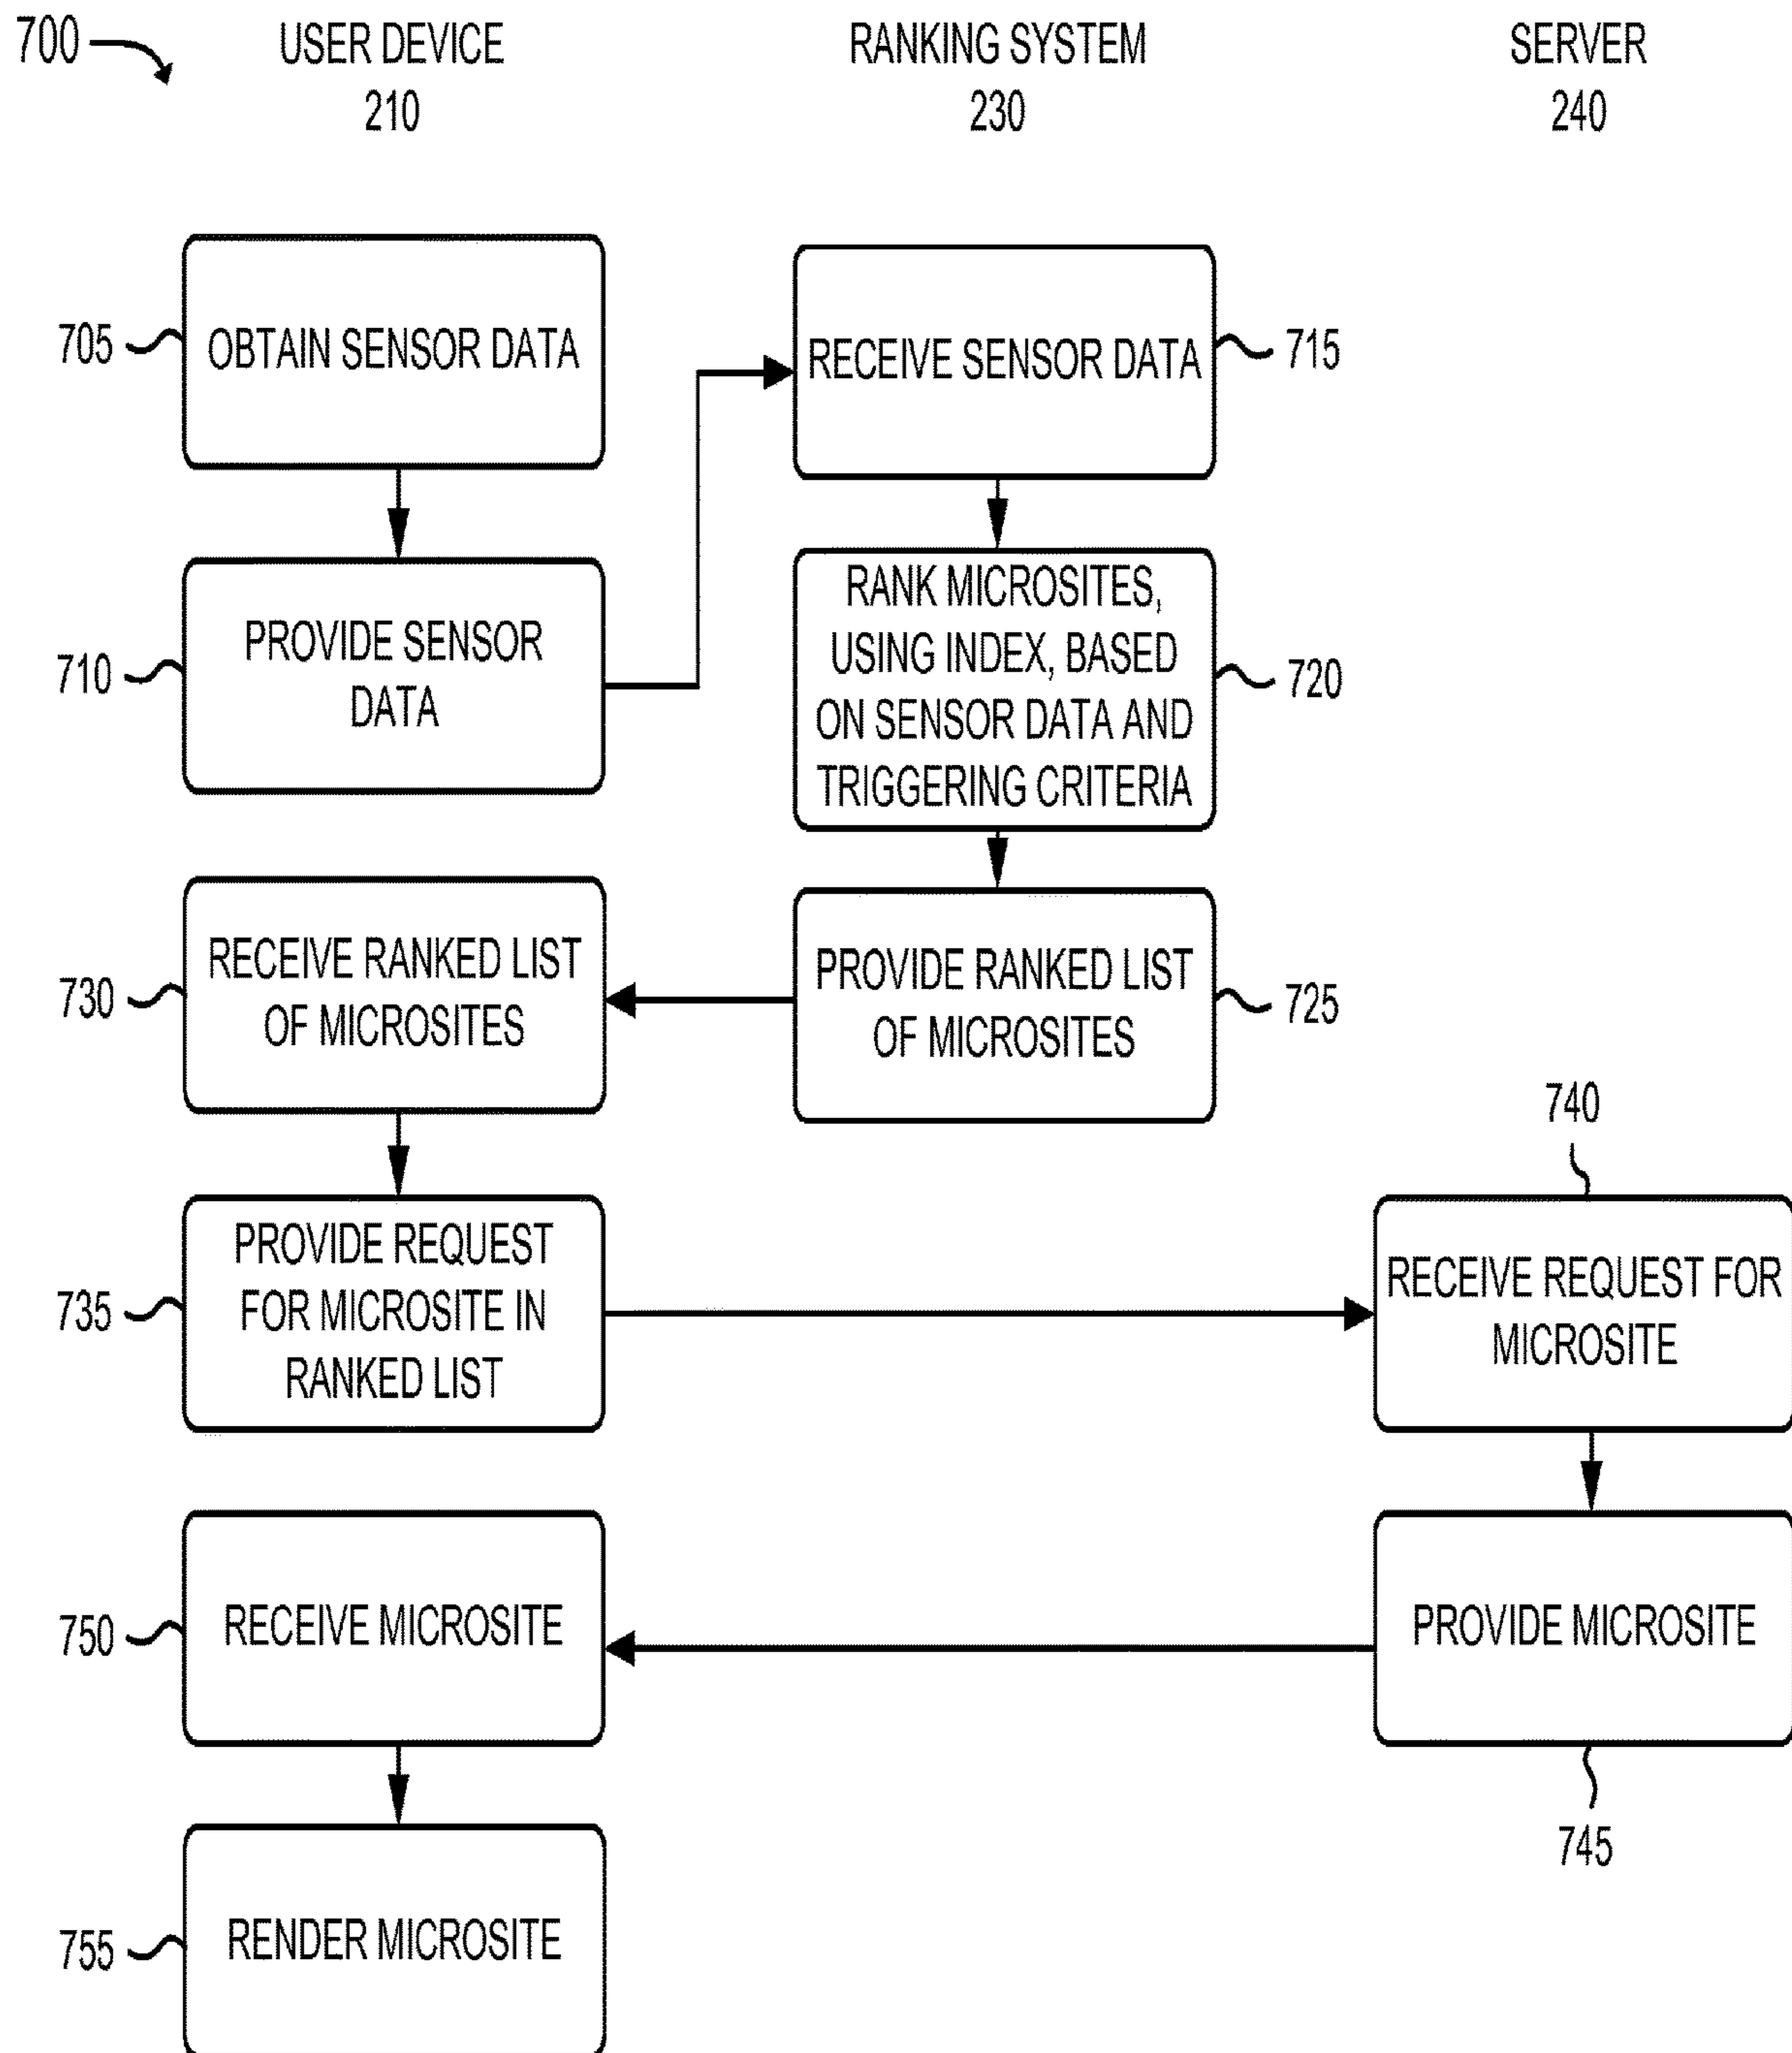 700
USER DEVICE
210
RANKING SYSTEM
230
SERVER
240
705
OBTAIN SENSOR DATA
710
PROVIDE SENSOR
DATA
RECEIVE SENSOR DATA
715
RANK MICROSITES,
USING INDEX, BASED
ON SENSOR DATA AND
TRIGGERING CRITERIA
720
PROVIDE RANKED LIST
OF MICROSITES
725
730
RECEIVE RANKED LIST
OF MICROSITES
735
PROVIDE REQUEST
FOR MICROSITE IN
RANKED LIST
740
RECEIVE REQUEST FOR
MICROSITE
PROVIDE MICROSITE
745
750
RECEIVE MICROSITE
755
RENDER MICROSITE